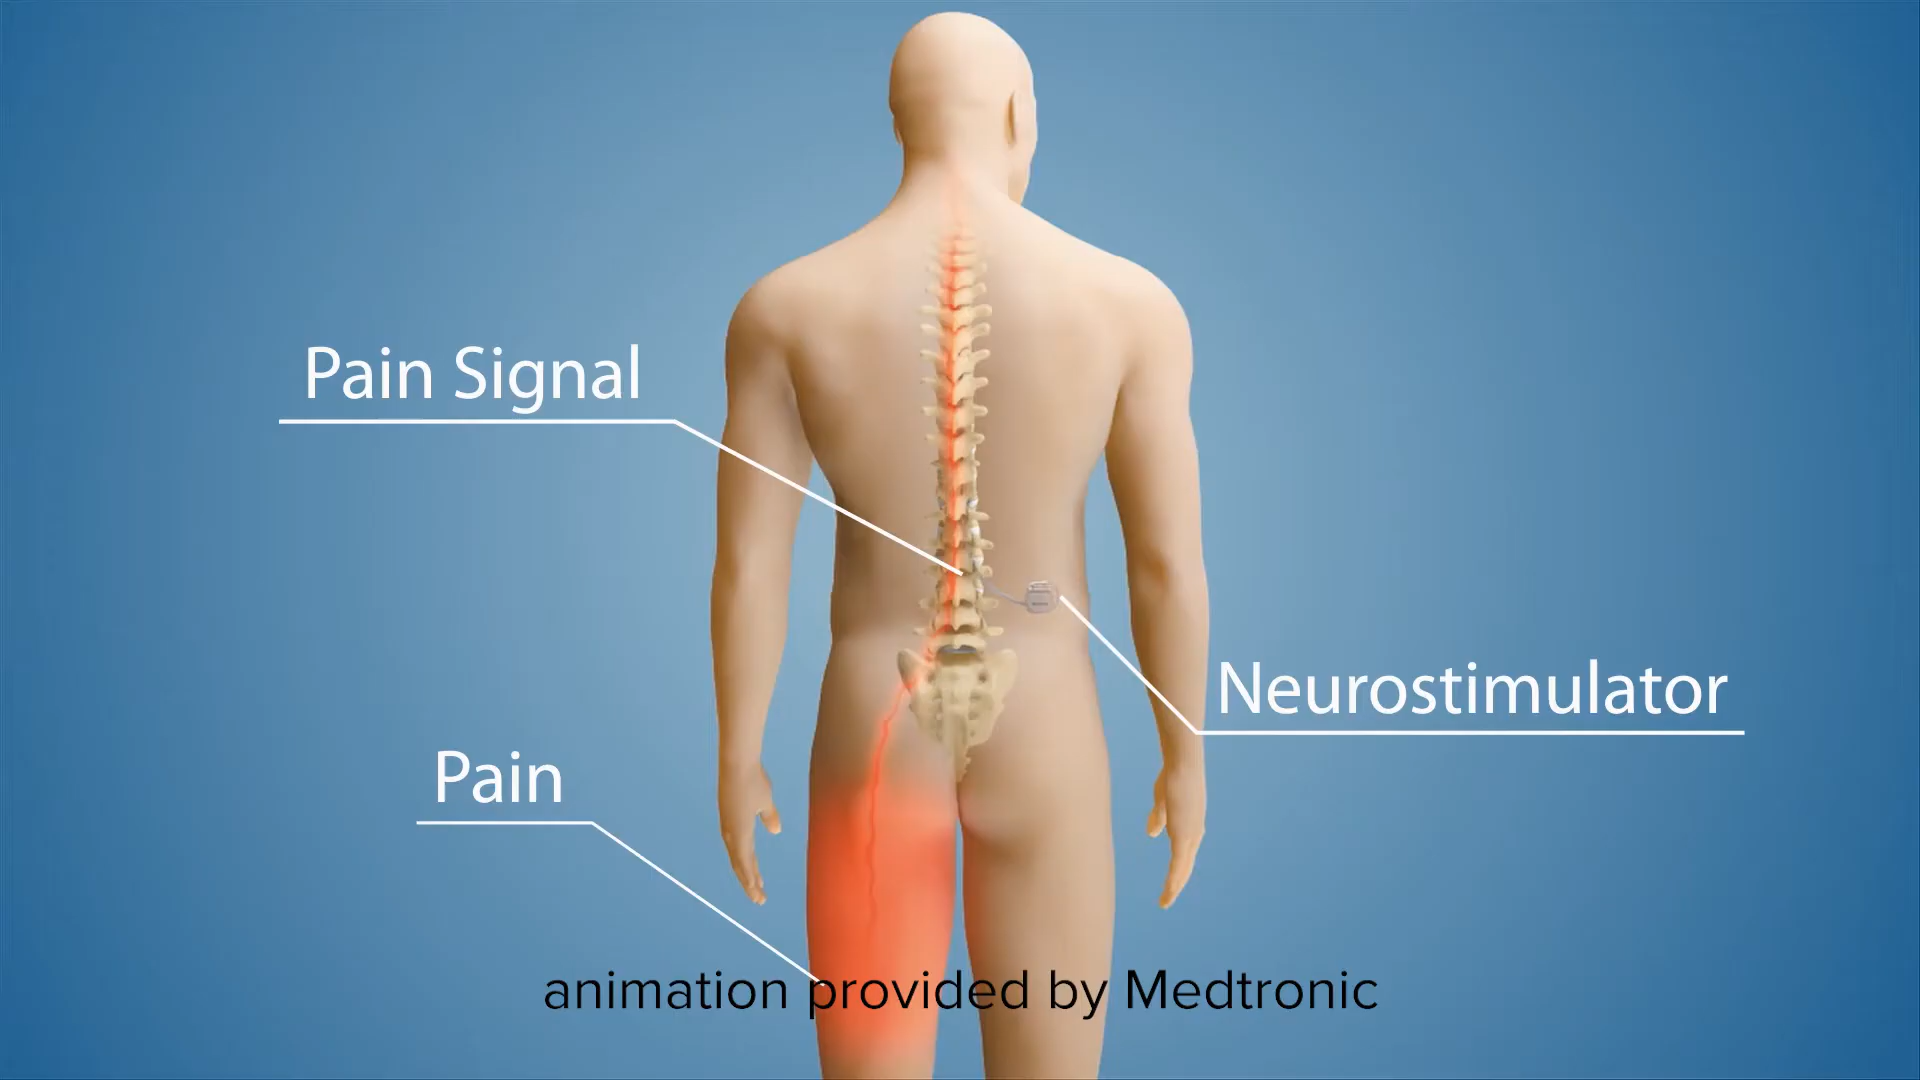 Pain Signal
Neurostimulator
Pain
animation provided by Medtronic